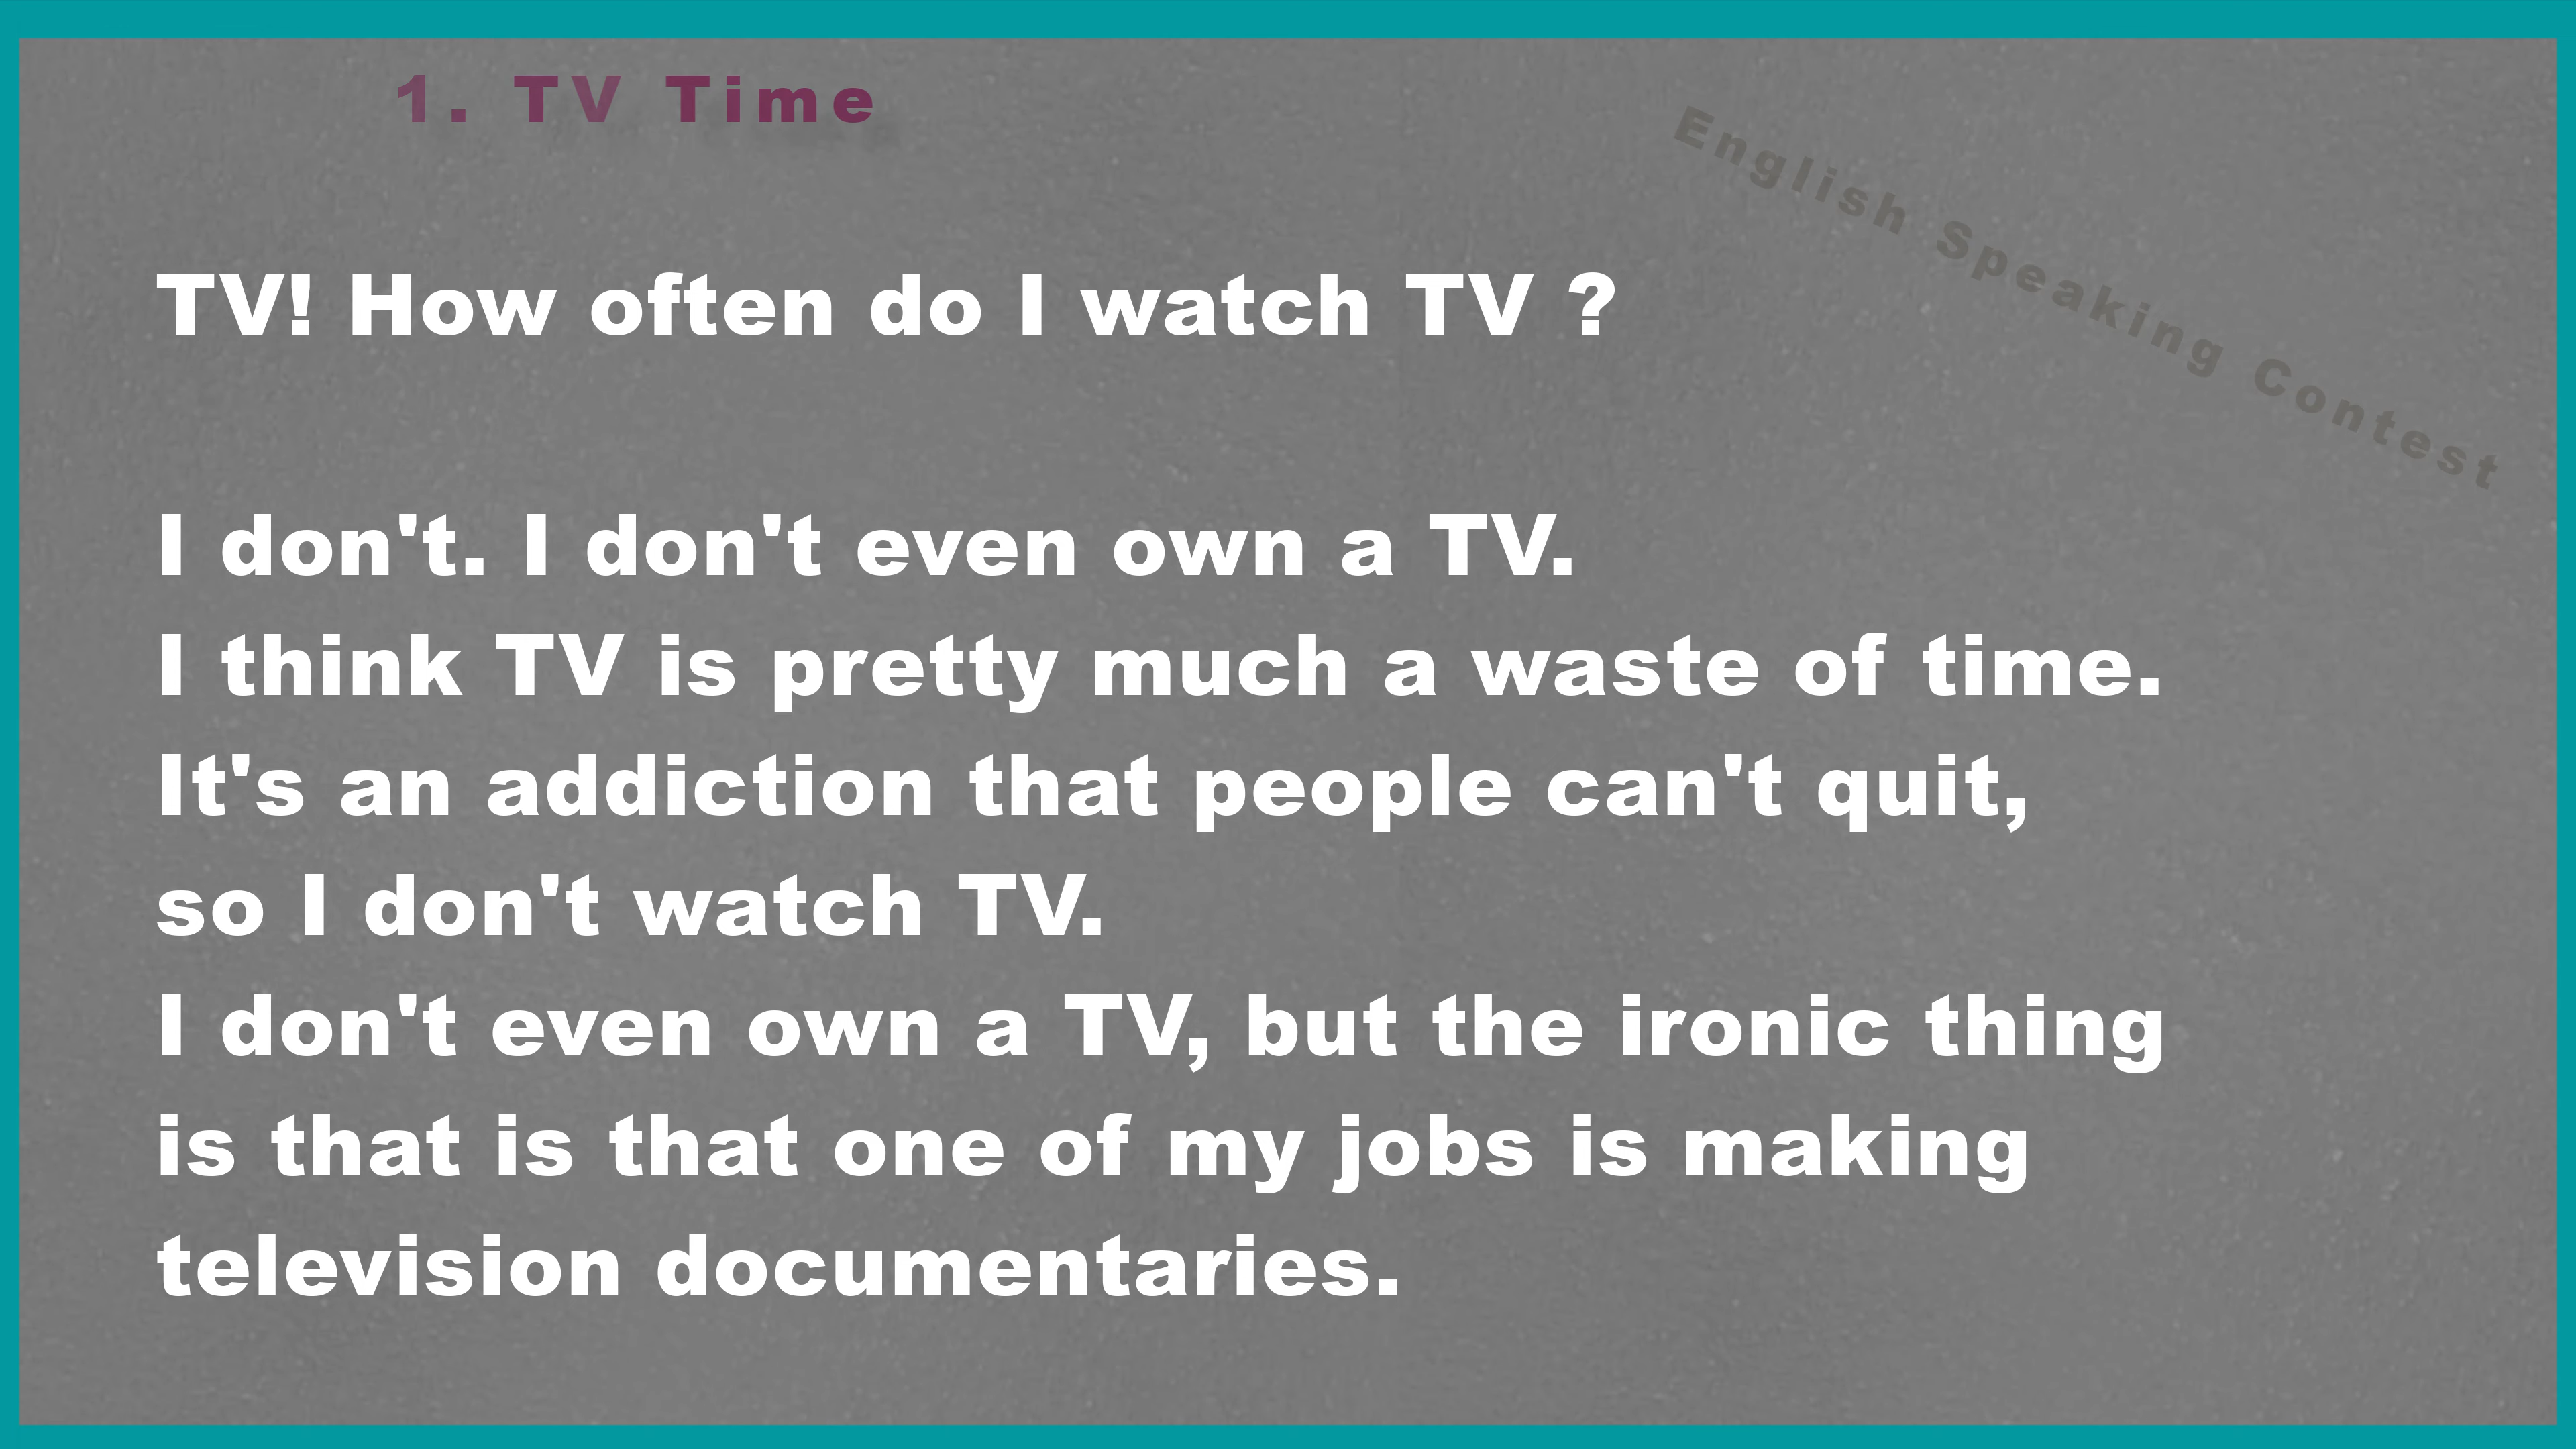 1. TV Time
English Speaking Contest
TV! How often do I watch TV ?
I don't. I don't even own a TV.
I think TV is pretty much a waste of time.
It's an addiction that people can't quit,
so I don't watch TV.
I don't even own a TV, but the ironic thing
is that is that one of my jobs is making
television documentaries.